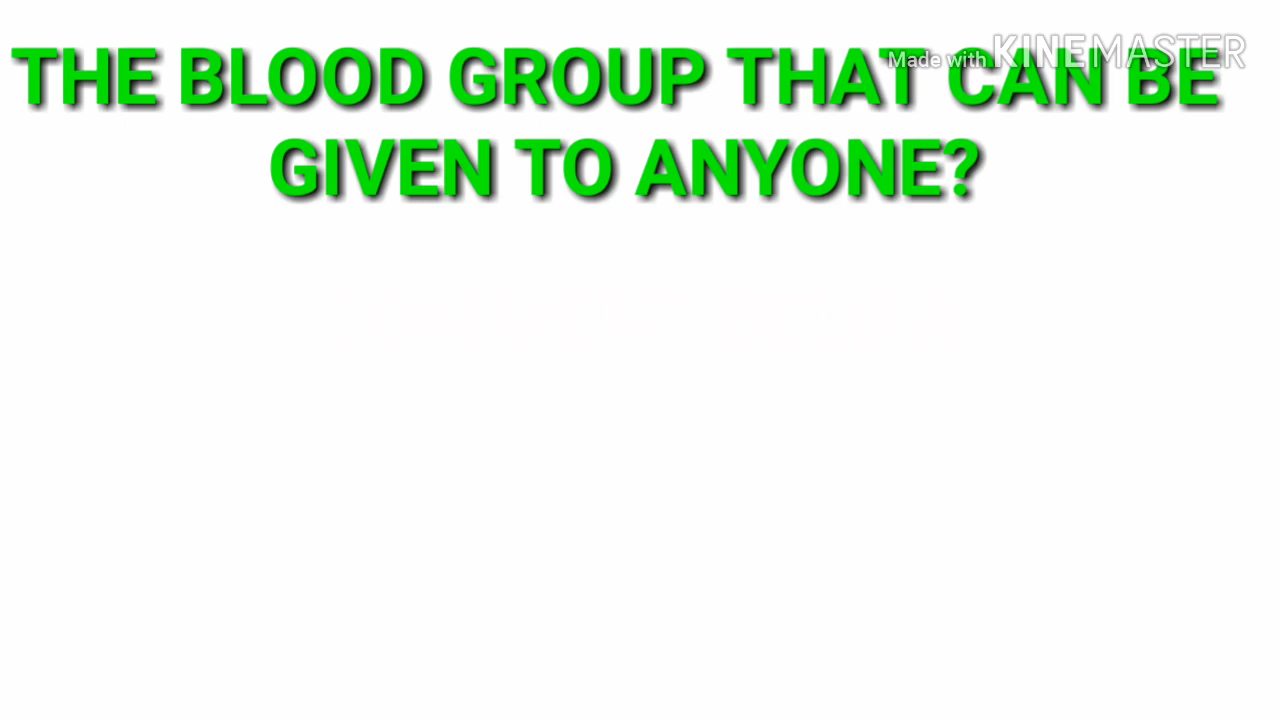 THE BLOOD GROUP THAT CAN BE
GIVEN TO ANYONE?
Made with KINEMASTER